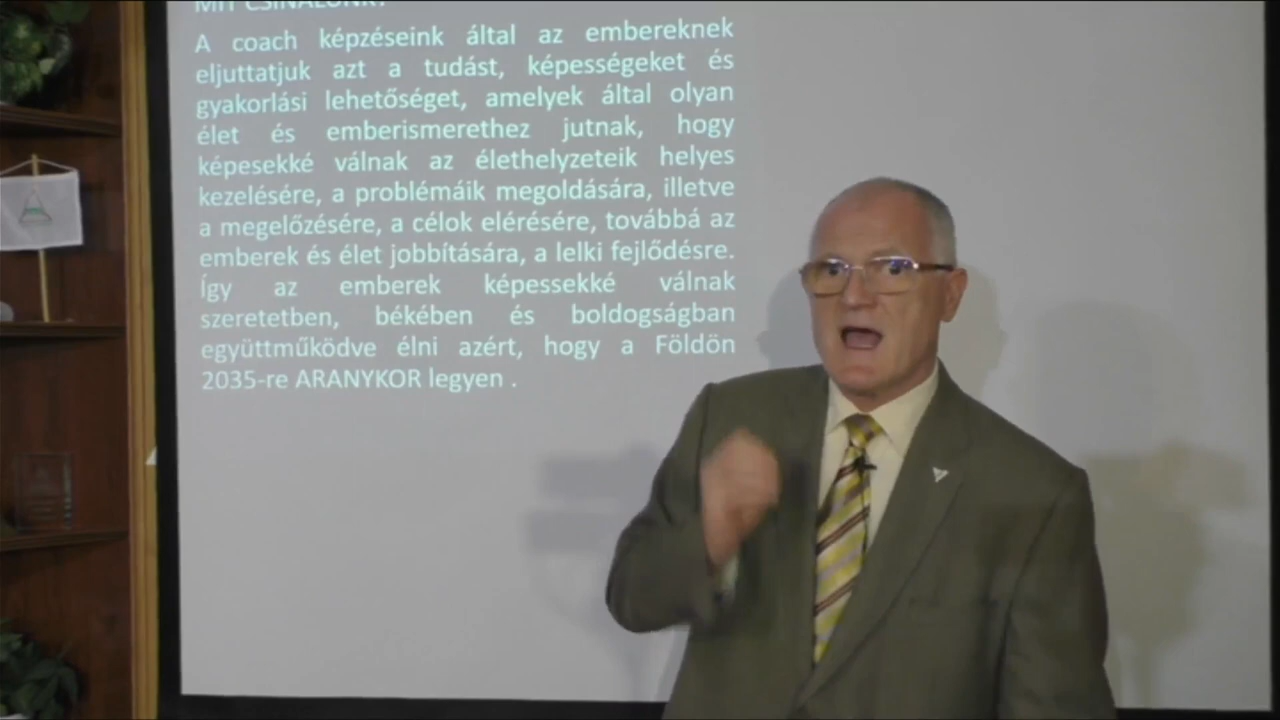 MIT CSINÁLUNK?
A coach képzéseink által az embereknek
eljuttatjuk azt a tudást, képességeket és
gyakorlási lehetőséget, amelyek által olyan
élet és emberismerethez jutnak, hogy
képesekké válnak az élethelyzeteik helyes
kezelésére, a problémáik megoldására, illetve
a megelőzésére, a célok elérésére, továbbá az
emberek és élet jobbítására, a lelki fejlődésre.
Így az emberek képessekké válnak
szeretetben, békében és boldogságban
együttműködve élni azért, hogy a Földön
2035-re ARANYKOR legyen .